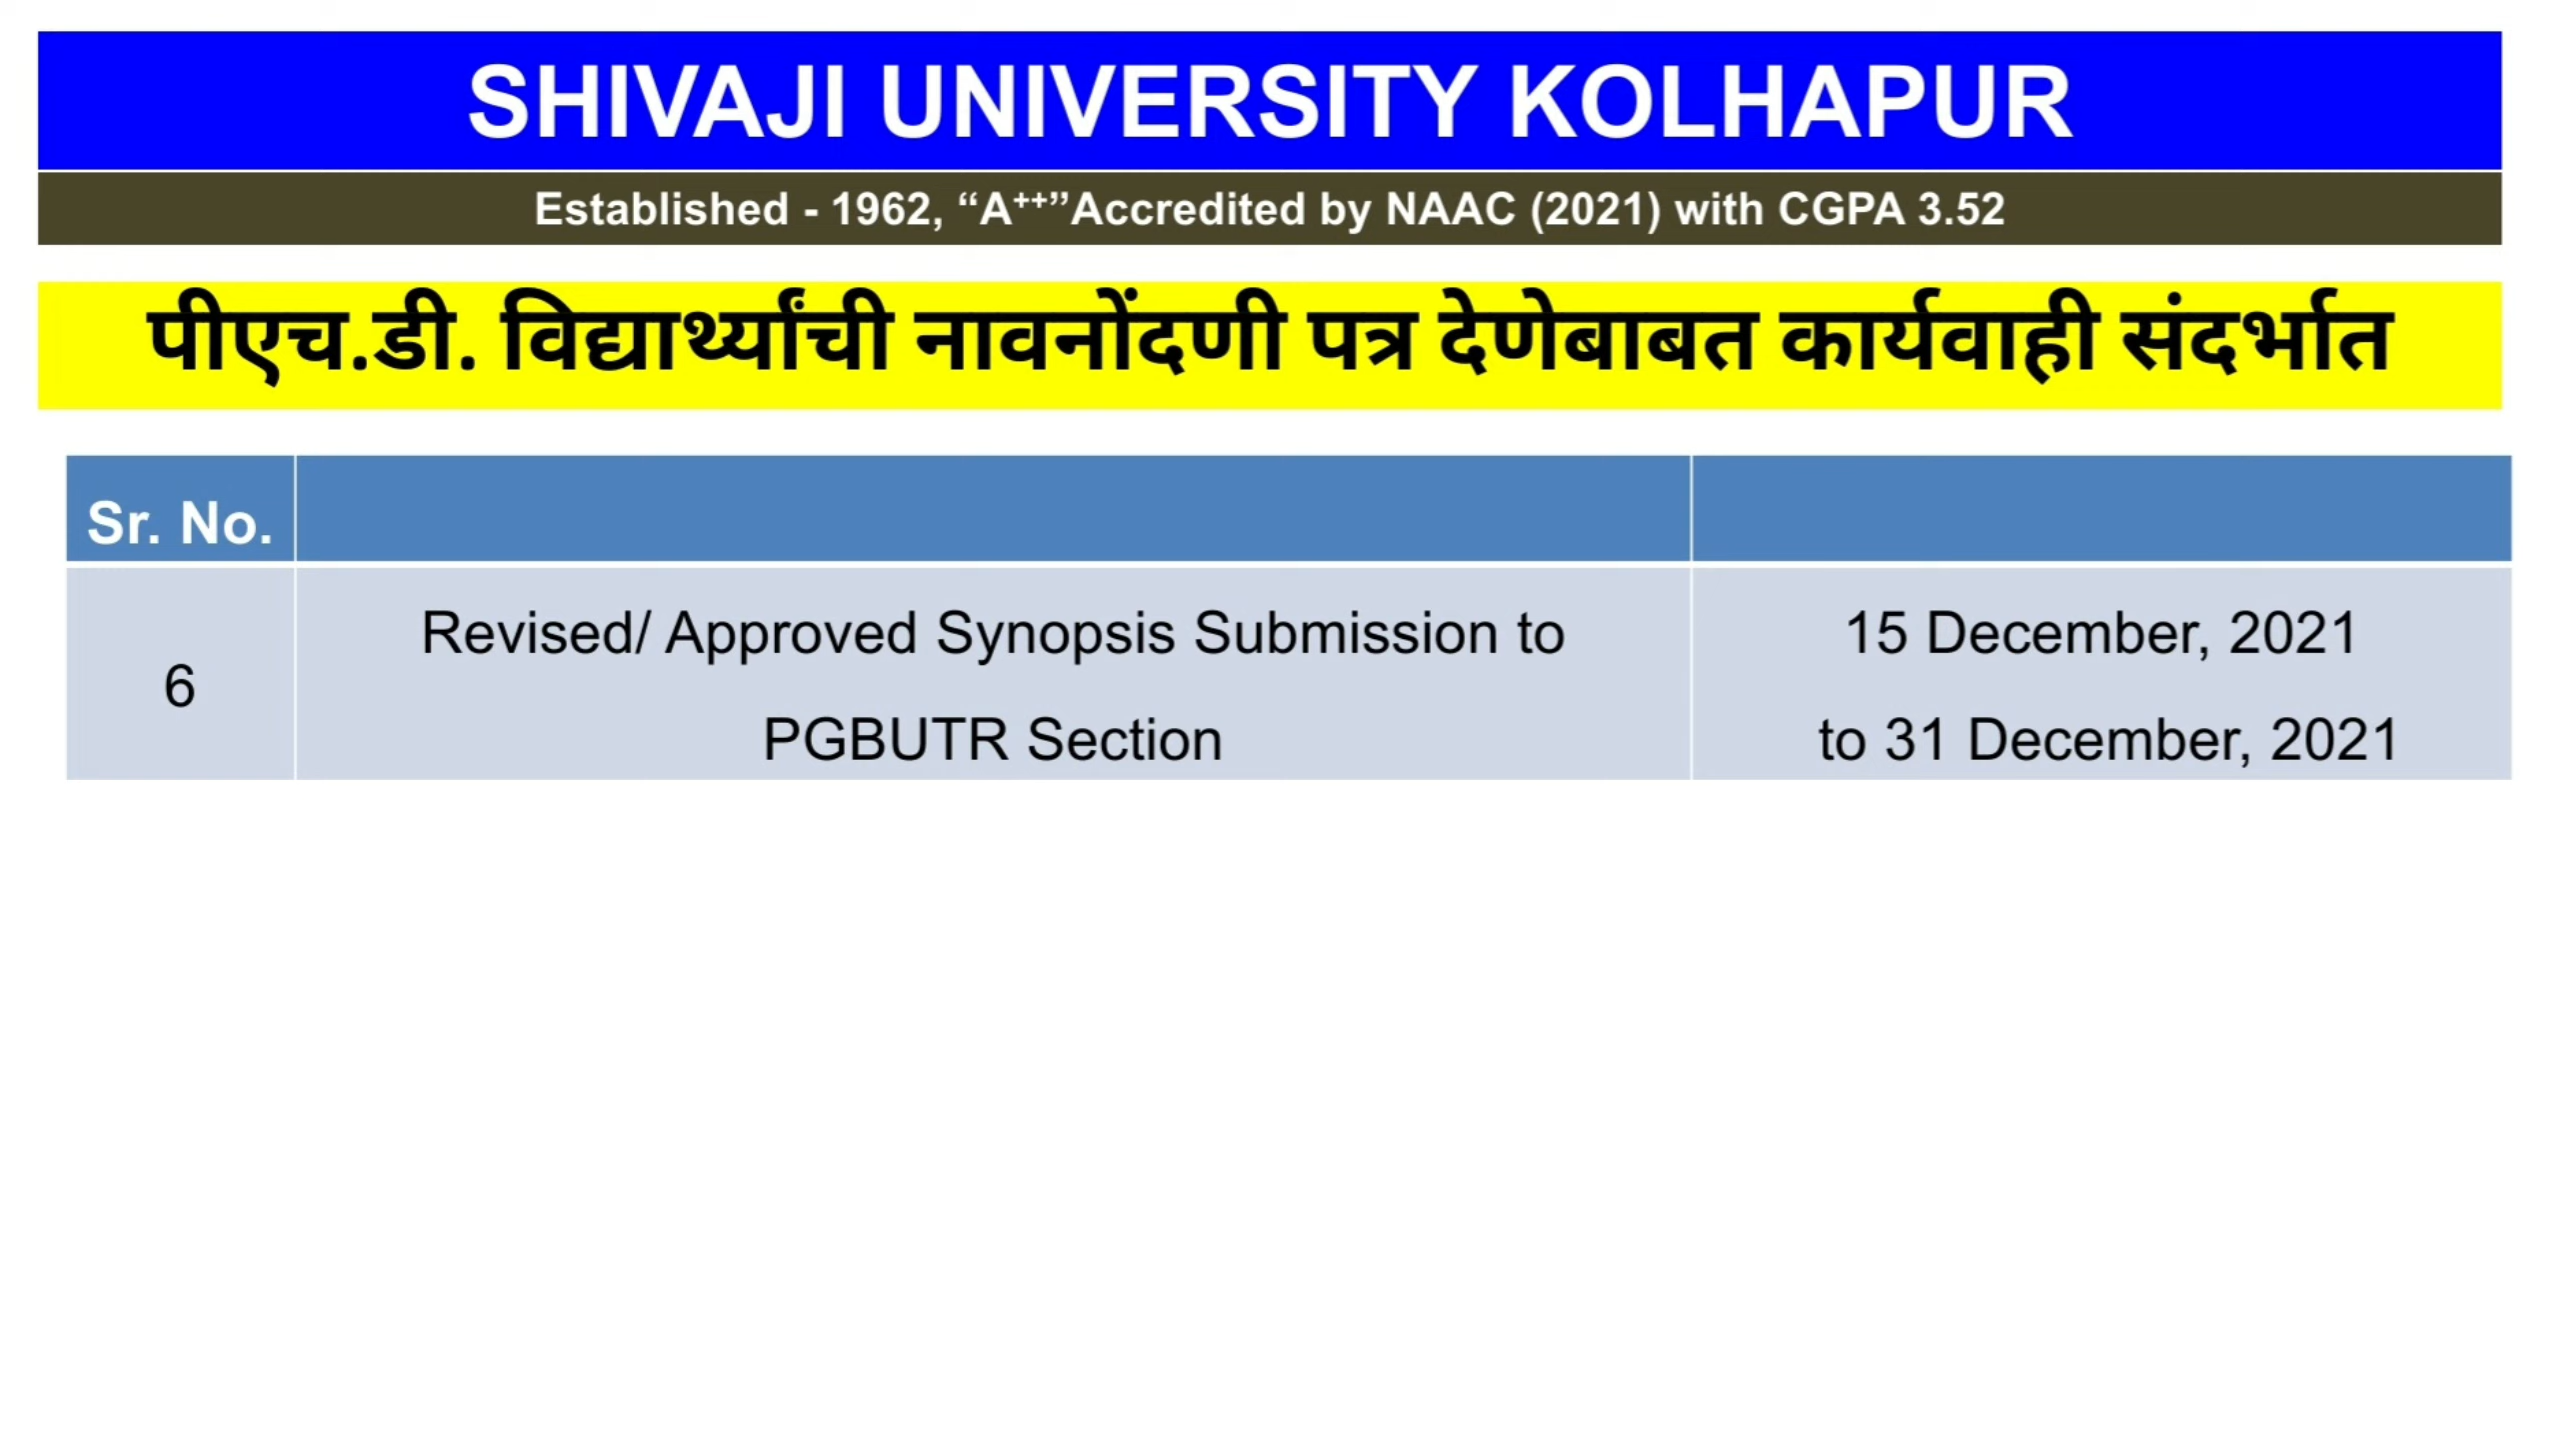 SHIVAJI UNIVERSITY KOLHAPUR
Established - 1962, “A⁺⁺”Accredited by NAAC (2021) with CGPA 3.52
पीएच.डी. विद्यार्थ्यांची नावनोंदणी पत्र देणेबाबत कार्यवाही संदर्भात
Sr. No.
6
Revised/ Approved Synopsis Submission to
PGBUTR Section
15 December, 2021
to 31 December, 2021